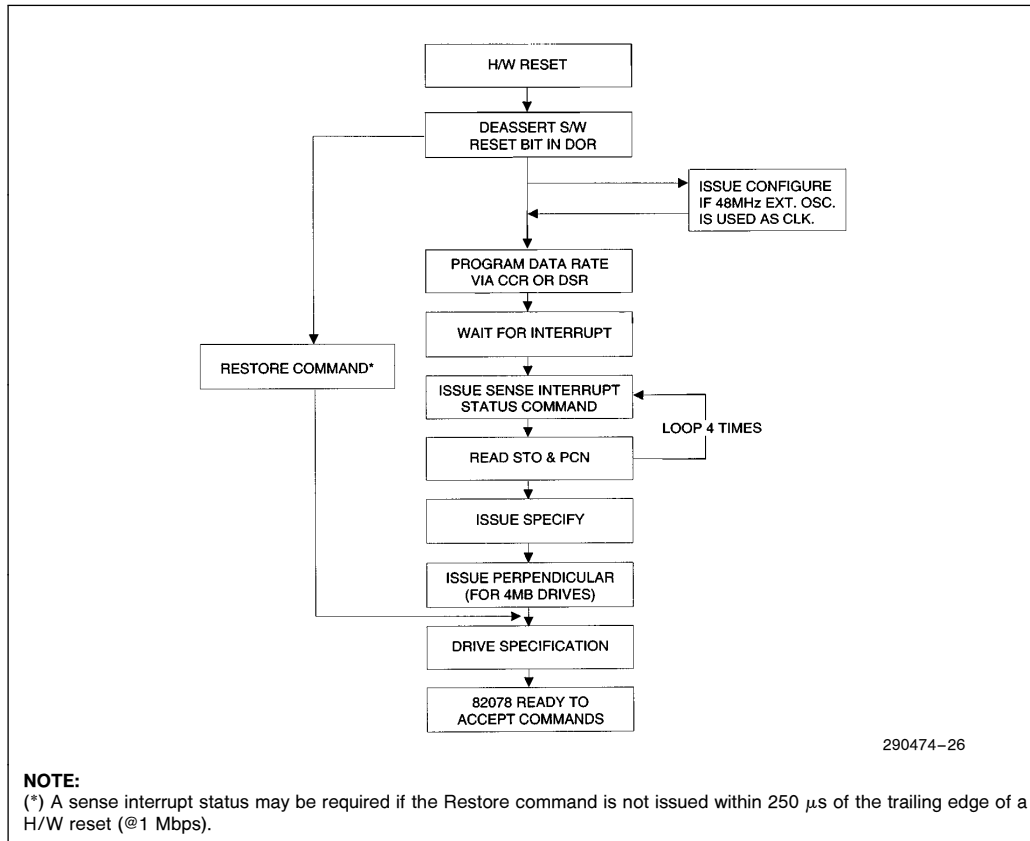 H/W RESET
DEASSERT S/W
RESET BIT IN DOR
ISSUE CONFIGURE
IF 48MHz EXT. OSC.
IS USED AS CLK.
PROGRAM DATA RATE
VIA CCR OR DSR
WAIT FOR INTERRUPT
RESTORE COMMAND*
ISSUE SENSE INTERRUPT
STATUS COMMAND
LOOP 4 TIMES
READ STO & PCN
ISSUE SPECIFY
ISSUE PERPENDICULAR
(FOR 4MB DRIVES)
DRIVE SPECIFICATION
82078 READY TO
ACCEPT COMMANDS
290474–26
NOTE:
(*) A sense interrupt status may be required if the Restore command is not issued within 250 μs of the trailing edge of a
H/W reset (@1 Mbps).